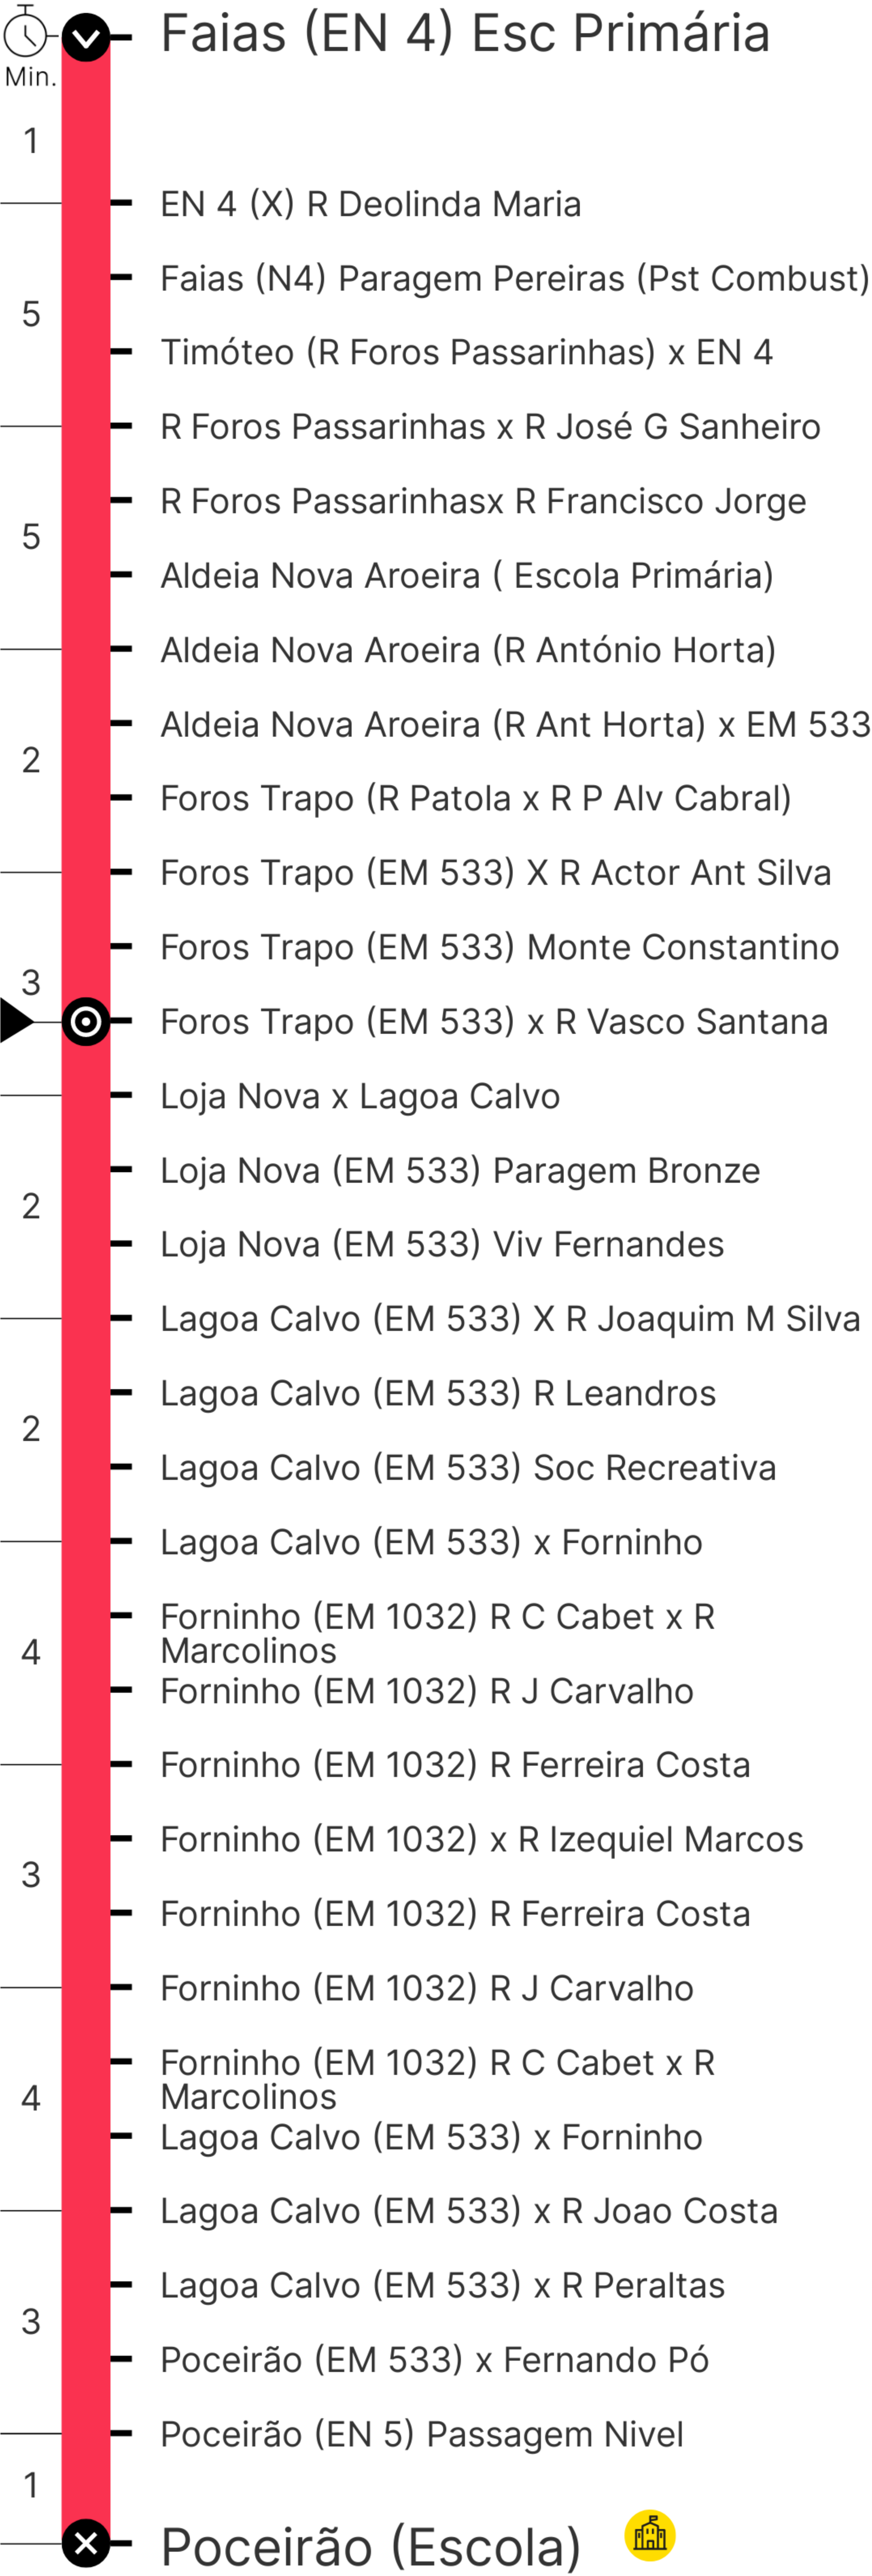 Faias (EN 4) Esc Primária
Min.
1
EN 4 (X) R Deolinda Maria
Faias (N4) Paragem Pereiras (Pst Combust)
5
Timóteo (R Foros Passarinhas) x EN 4
R Foros Passarinhas x R José G Sanheiro
R Foros Passarinhasx R Francisco Jorge
5
Aldeia Nova Aroeira ( Escola Primária)
Aldeia Nova Aroeira (R António Horta)
Aldeia Nova Aroeira (R Ant Horta) x EM 533
2
Foros Trapo (R Patola x R P Alv Cabral)
Foros Trapo (EM 533) X R Actor Ant Silva
Foros Trapo (EM 533) Monte Constantino
3
Foros Trapo (EM 533) x R Vasco Santana
Loja Nova x Lagoa Calvo
Loja Nova (EM 533) Paragem Bronze
2
Loja Nova (EM 533) Viv Fernandes
Lagoa Calvo (EM 533) X R Joaquim M Silva
Lagoa Calvo (EM 533) R Leandros
2
Lagoa Calvo (EM 533) Soc Recreativa
Lagoa Calvo (EM 533) x Forninho
Forninho (EM 1032) R C Cabet x R
Marcolinos
4
Forninho (EM 1032) R J Carvalho
Forninho (EM 1032) R Ferreira Costa
Forninho (EM 1032) x R Izequiel Marcos
3
Forninho (EM 1032) R Ferreira Costa
Forninho (EM 1032) R J Carvalho
Forninho (EM 1032) R C Cabet x R
Marcolinos
4
Lagoa Calvo (EM 533) x Forninho
Lagoa Calvo (EM 533) x R Joao Costa
Lagoa Calvo (EM 533) x R Peraltas
3
Poceirão (EM 533) x Fernando Pó
Poceirão (EN 5) Passagem Nivel
1
Poceirão (Escola)